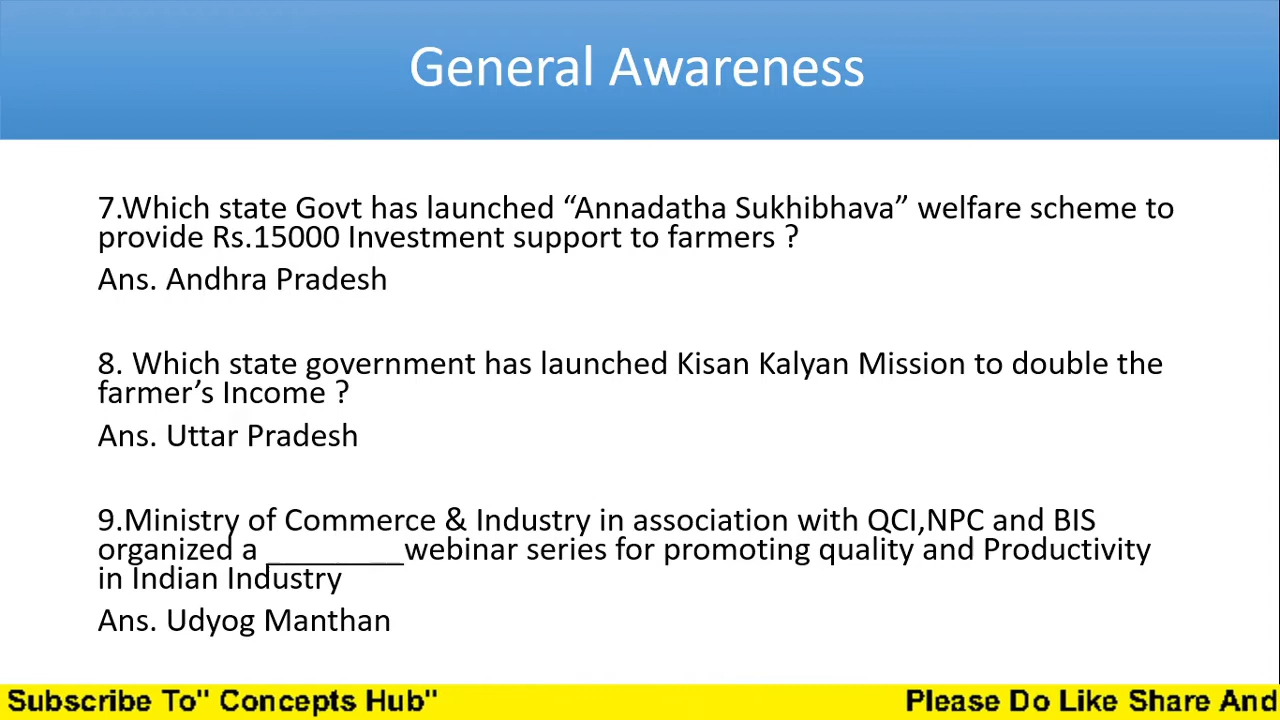 General Awareness
7.Which state Govt has launched “Annadatha Sukhibhava” welfare scheme to
provide Rs.15000 Investment support to farmers ?
Ans. Andhra Pradesh
8. Which state government has launched Kisan Kalyan Mission to double the
farmer’s Income ?
Ans. Uttar Pradesh
9.Ministry of Commerce & Industry in association with QCI,NPC and BIS
organized a ________webinar series for promoting quality and Productivity
in Indian Industry
Ans. Udyog Manthan
Subscribe To" Concepts Hub" Please Do Like Share And